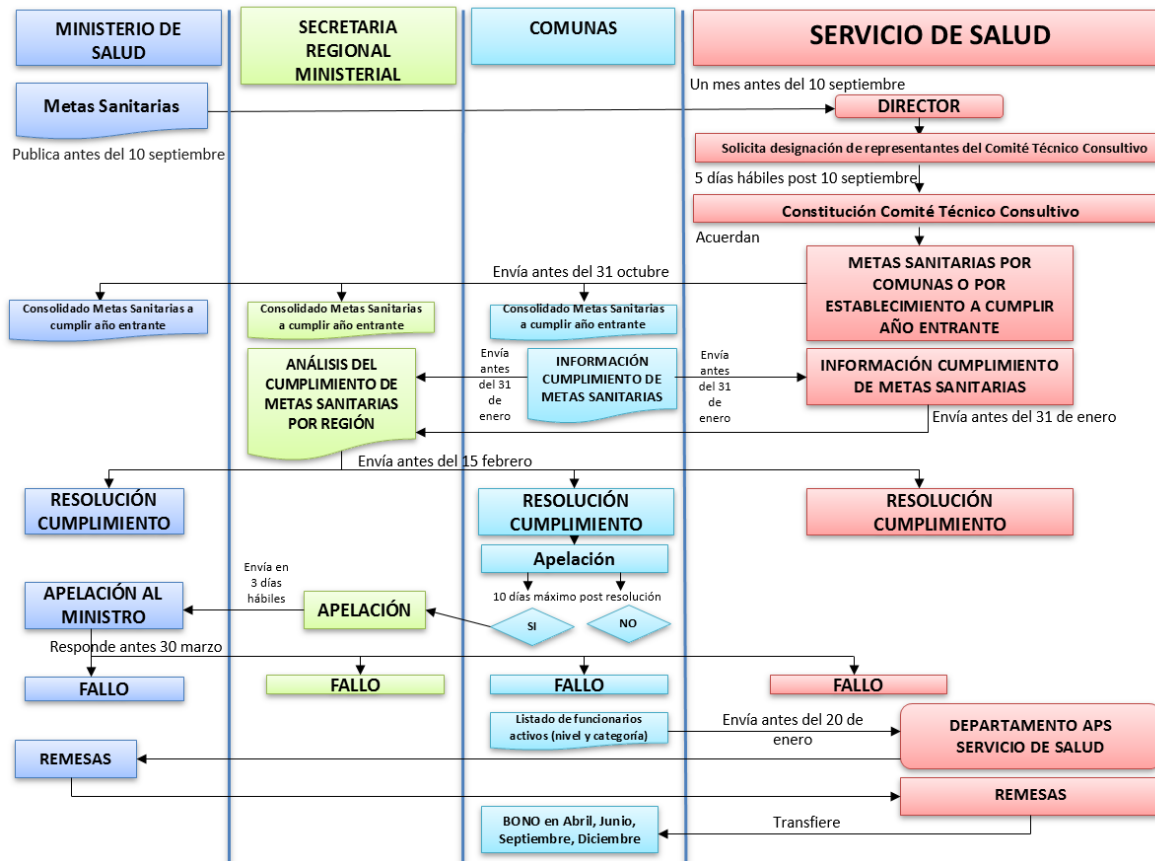 MINISTERIO DE
SALUD
SECRETARIA
REGIONAL
MINISTERIAL
COMUNAS
SERVICIO DE SALUD
Metas Sanitarias
Publica antes del 10 septiembre
Un mes antes del 10 septiembre
DIRECTOR
Solicita designación de representantes del Comité Técnico Consultivo
5 días hábiles post 10 septiembre
Constitución Comité Técnico Consultivo
Acuerdan
METAS SANITARIAS POR
COMUNAS O POR
ESTABLECIMIENTO A CUMPLIR
AÑO ENTRANTE
Envía antes del 31 octubre
Consolidado Metas Sanitarias a
cumplir año entrante
Consolidado Metas Sanitarias
a cumplir año entrante
Consolidado Metas Sanitarias
a cumplir año entrante
ANÁLISIS DEL
CUMPLIMIENTO DE
METAS SANITARIAS
POR REGIÓN
Envía
antes
del 31
de
enero
INFORMACIÓN
CUMPLIMIENTO DE
METAS SANITARIAS
Envía
antes
del 31
de
enero
INFORMACIÓN CUMPLIMIENTO
DE METAS SANITARIAS
Envía antes del 31 de enero
Envía antes del 15 febrero
RESOLUCIÓN
CUMPLIMIENTO
RESOLUCIÓN
CUMPLIMIENTO
RESOLUCIÓN
CUMPLIMIENTO
Apelación
10 días máximo post resolución
SI
NO
APELACIÓN
Envía en
3 días
hábiles
APELACIÓN AL
MINISTRO
Responde antes 30 marzo
FALLO
FALLO
FALLO
FALLO
Listado de funcionarios
activos (nivel y categoría)
Envía antes del 20 de
enero
DEPARTAMENTO APS
SERVICIO DE SALUD
REMESAS
REMESAS
Transfiere
BONO en Abril, Junio,
Septiembre, Diciembre